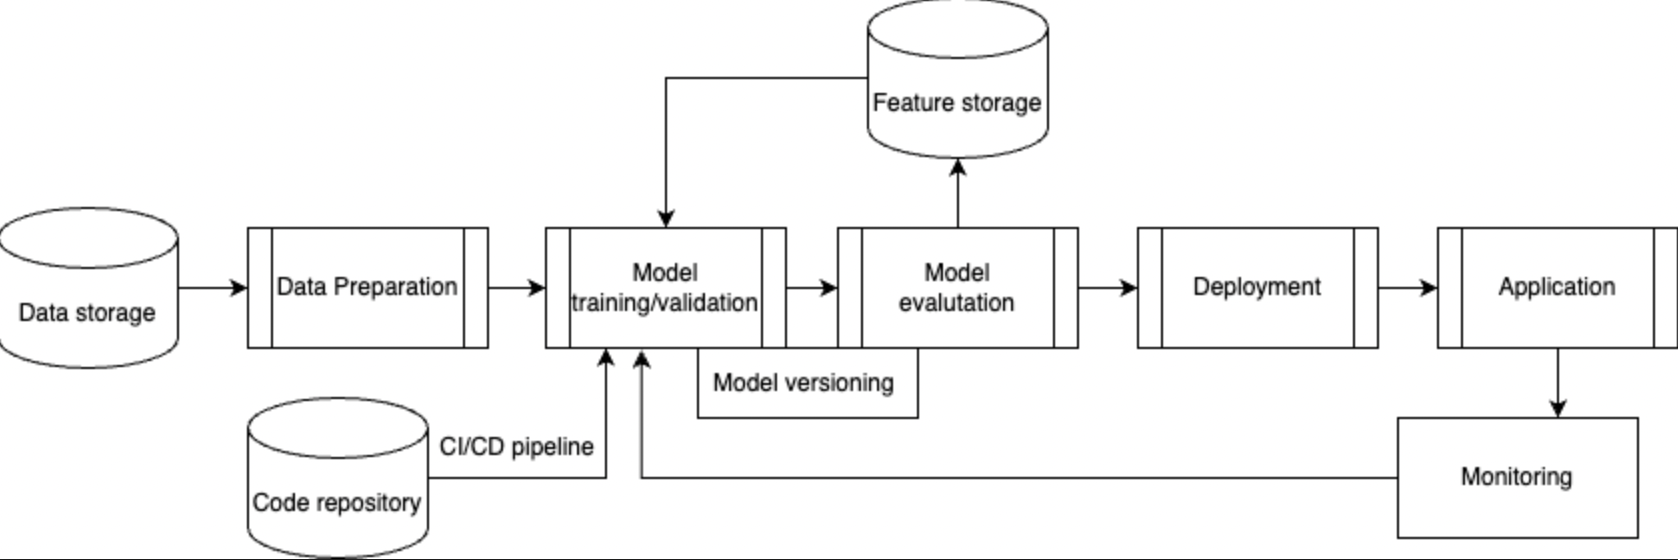 Feature storage
Data storage
Data Preparation
Model
training/validation
Model
evalutation
Deployment
Application
Model versioning
CI/CD pipeline
Code repository
Monitoring